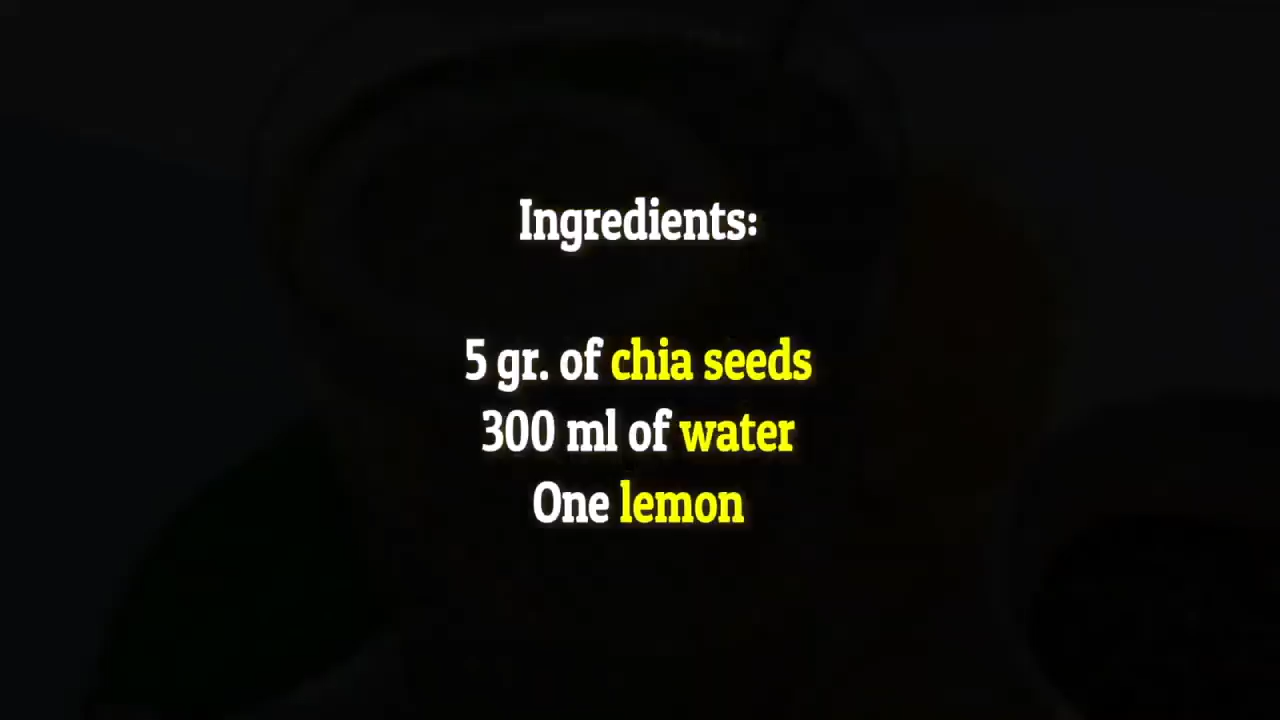 Ingredients:
5 gr. of chia seeds
300 ml of water
One lemon